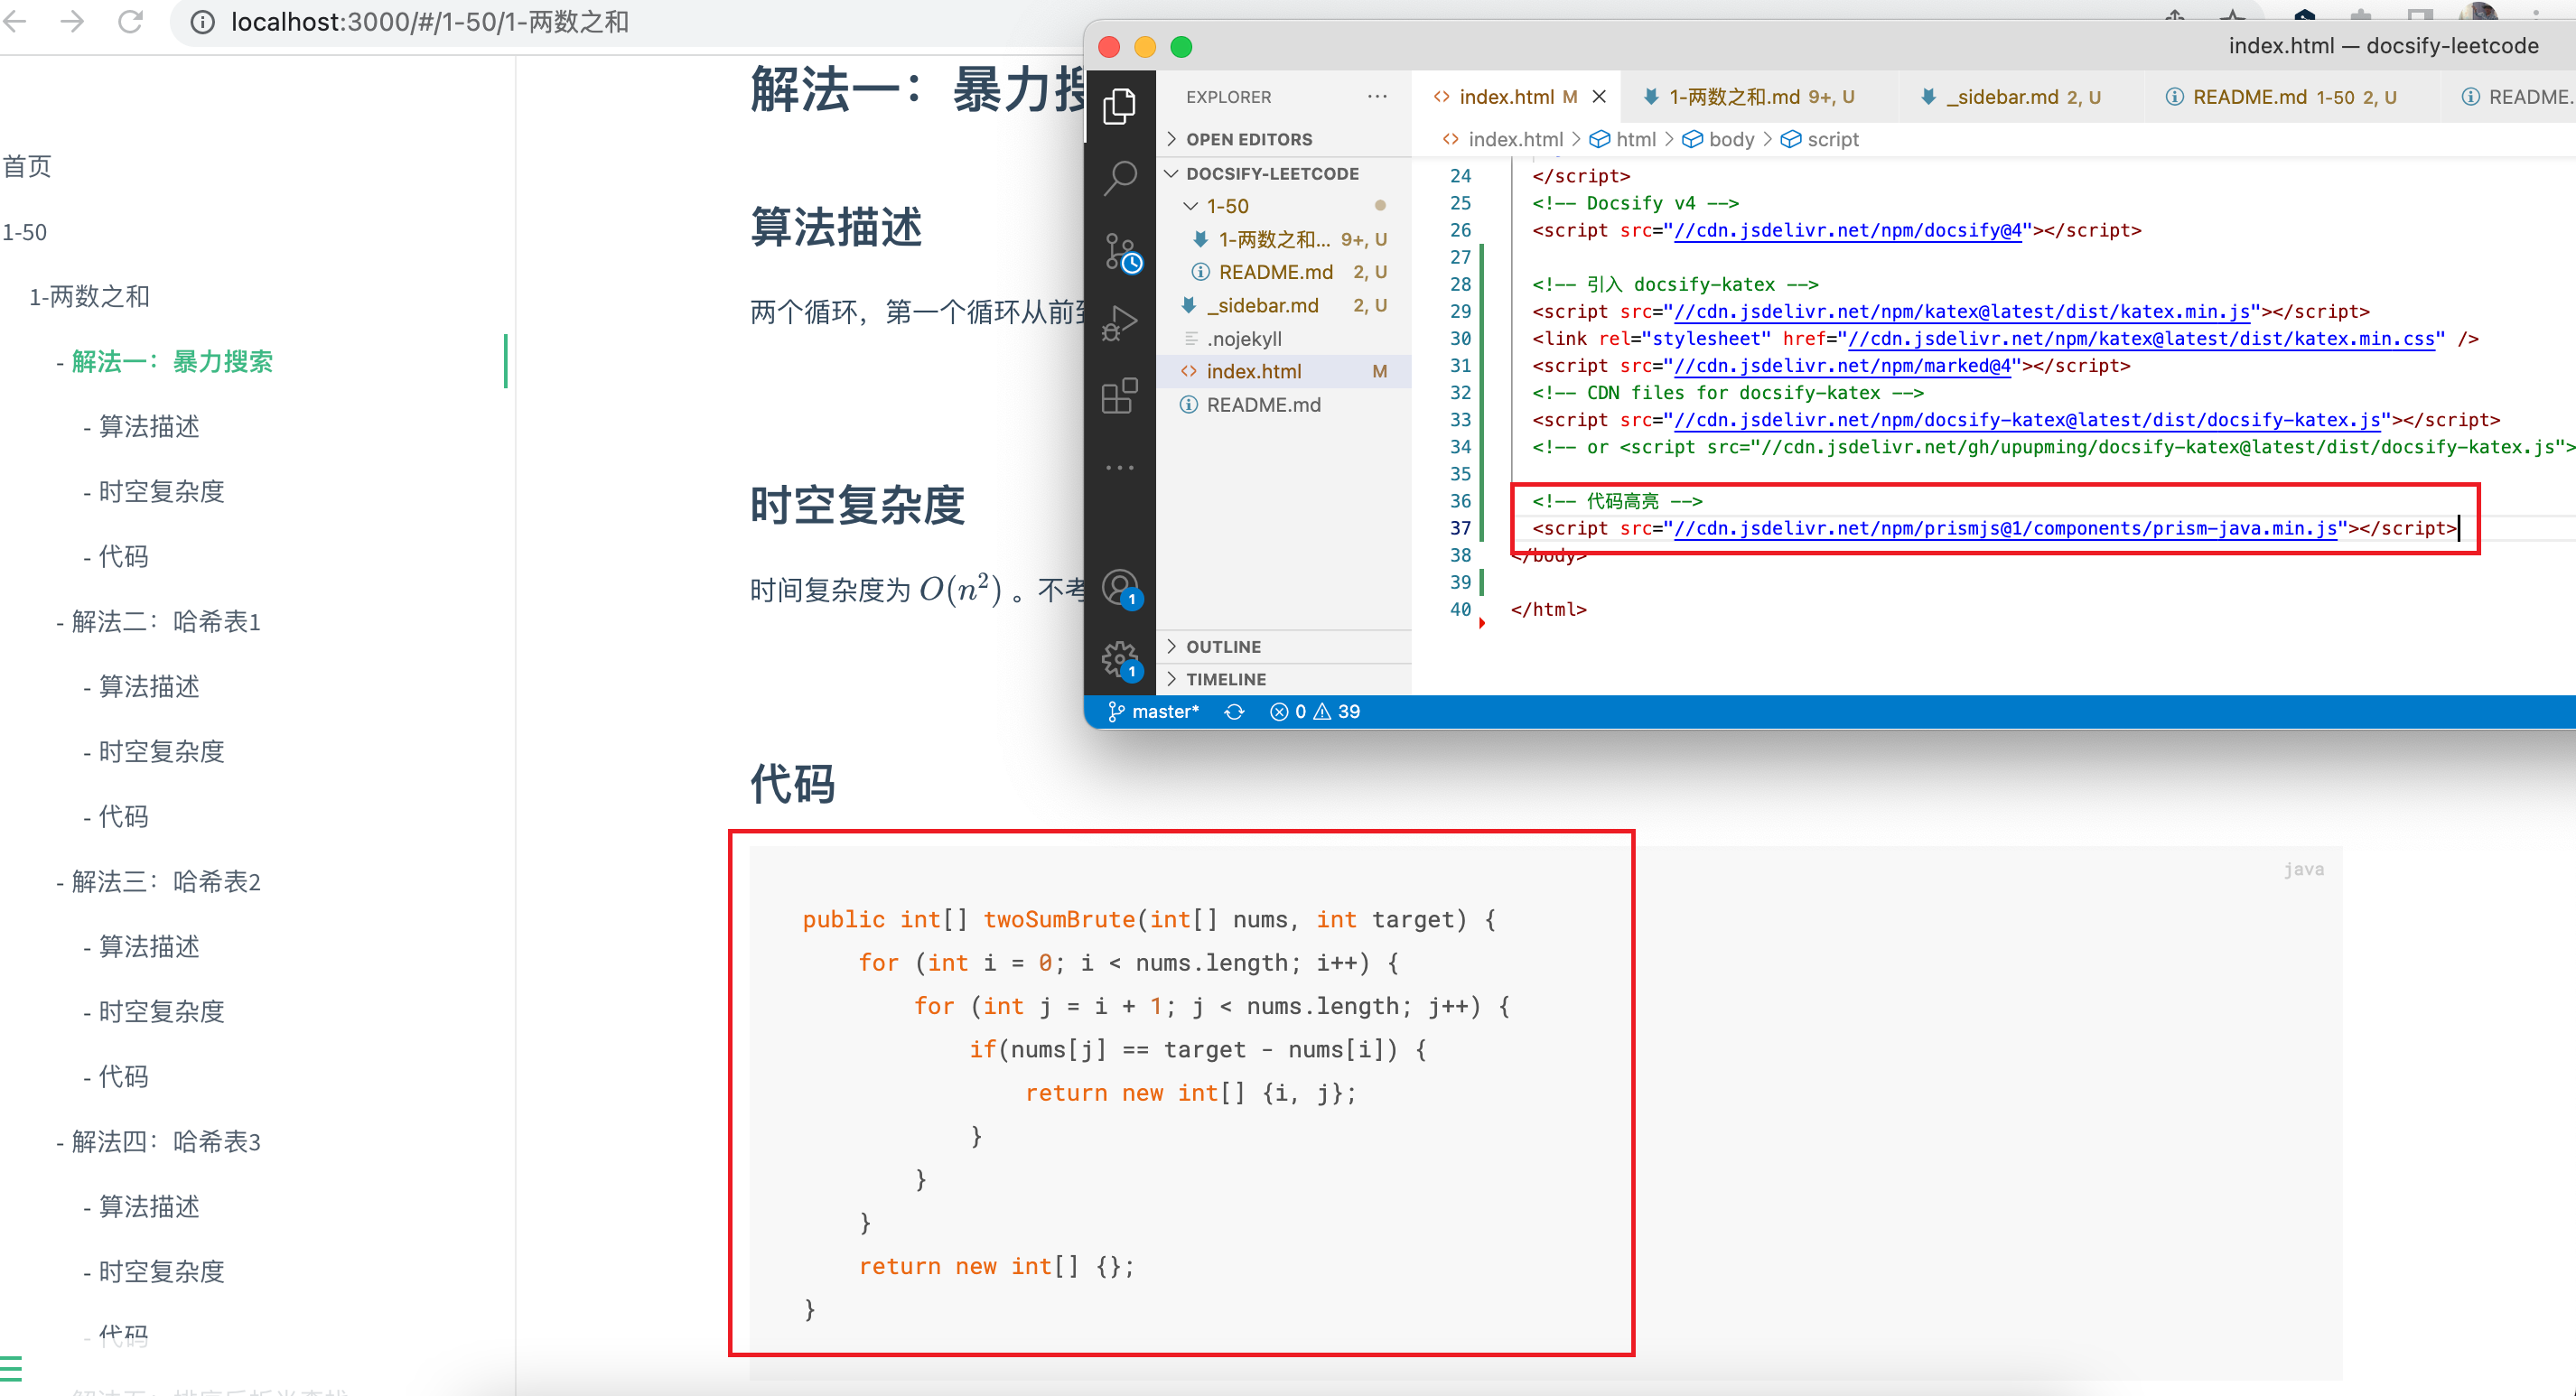 localhost:3000/#/1-50/1-两数之和
首页
1-50
1-两数之和
- 解法一：暴力搜索
- 算法描述
- 时空复杂度
- 代码
- 解法二：哈希表1
- 算法描述
- 时空复杂度
- 代码
- 解法三：哈希表2
- 算法描述
- 时空复杂度
- 代码
- 解法四：哈希表3
- 算法描述
- 时空复杂度
- 代码
解法一：暴力搜
算法描述
两个循环，第一个循环从前到
时空复杂度
时间复杂度为 O(n²) 。不考
代码
java
public int[] twoSumBrute(int[] nums, int target) {
for (int i = 0; i < nums.length; i++) {
for (int j = i + 1; j < nums.length; j++) {
if(nums[j] == target - nums[i]) {
return new int[] {i, j};
}
}
}
return new int[] {};
}
index.html — docsify-leetcode
EXPLORER ···
OPEN EDITORS
DOCSIFY-LEETCODE
1-50
1-两数之和... 9+, U
README.md 2, U
_sidebar.md 2, U
.nojekyll
index.html M
README.md
OUTLINE
TIMELINE
1
1
index.html M
1-两数之和.md 9+, U
_sidebar.md 2, U
README.md 1-50 2, U
README.
index.html > html > body > script
24 </script>
25 <!-- Docsify v4 -->
26 <script src="//cdn.jsdelivr.net/npm/docsify@4"></script>
27
28 <!-- 引入 docsify-katex -->
29 <script src="//cdn.jsdelivr.net/npm/katex@latest/dist/katex.min.js"></script>
30 <link rel="stylesheet" href="//cdn.jsdelivr.net/npm/katex@latest/dist/katex.min.css" />
31 <script src="//cdn.jsdelivr.net/npm/marked@4"></script>
32 <!-- CDN files for docsify-katex -->
33 <script src="//cdn.jsdelivr.net/npm/docsify-katex@latest/dist/docsify-katex.js"></script>
34 <!-- or <script src="//cdn.jsdelivr.net/gh/upupming/docsify-katex@latest/dist/docsify-katex.js">
35
36 <!-- 代码高亮 -->
37 <script src="//cdn.jsdelivr.net/npm/prismjs@1/components/prism-java.min.js"></script>
38 </body>
39
40 </html>
master* 0 39